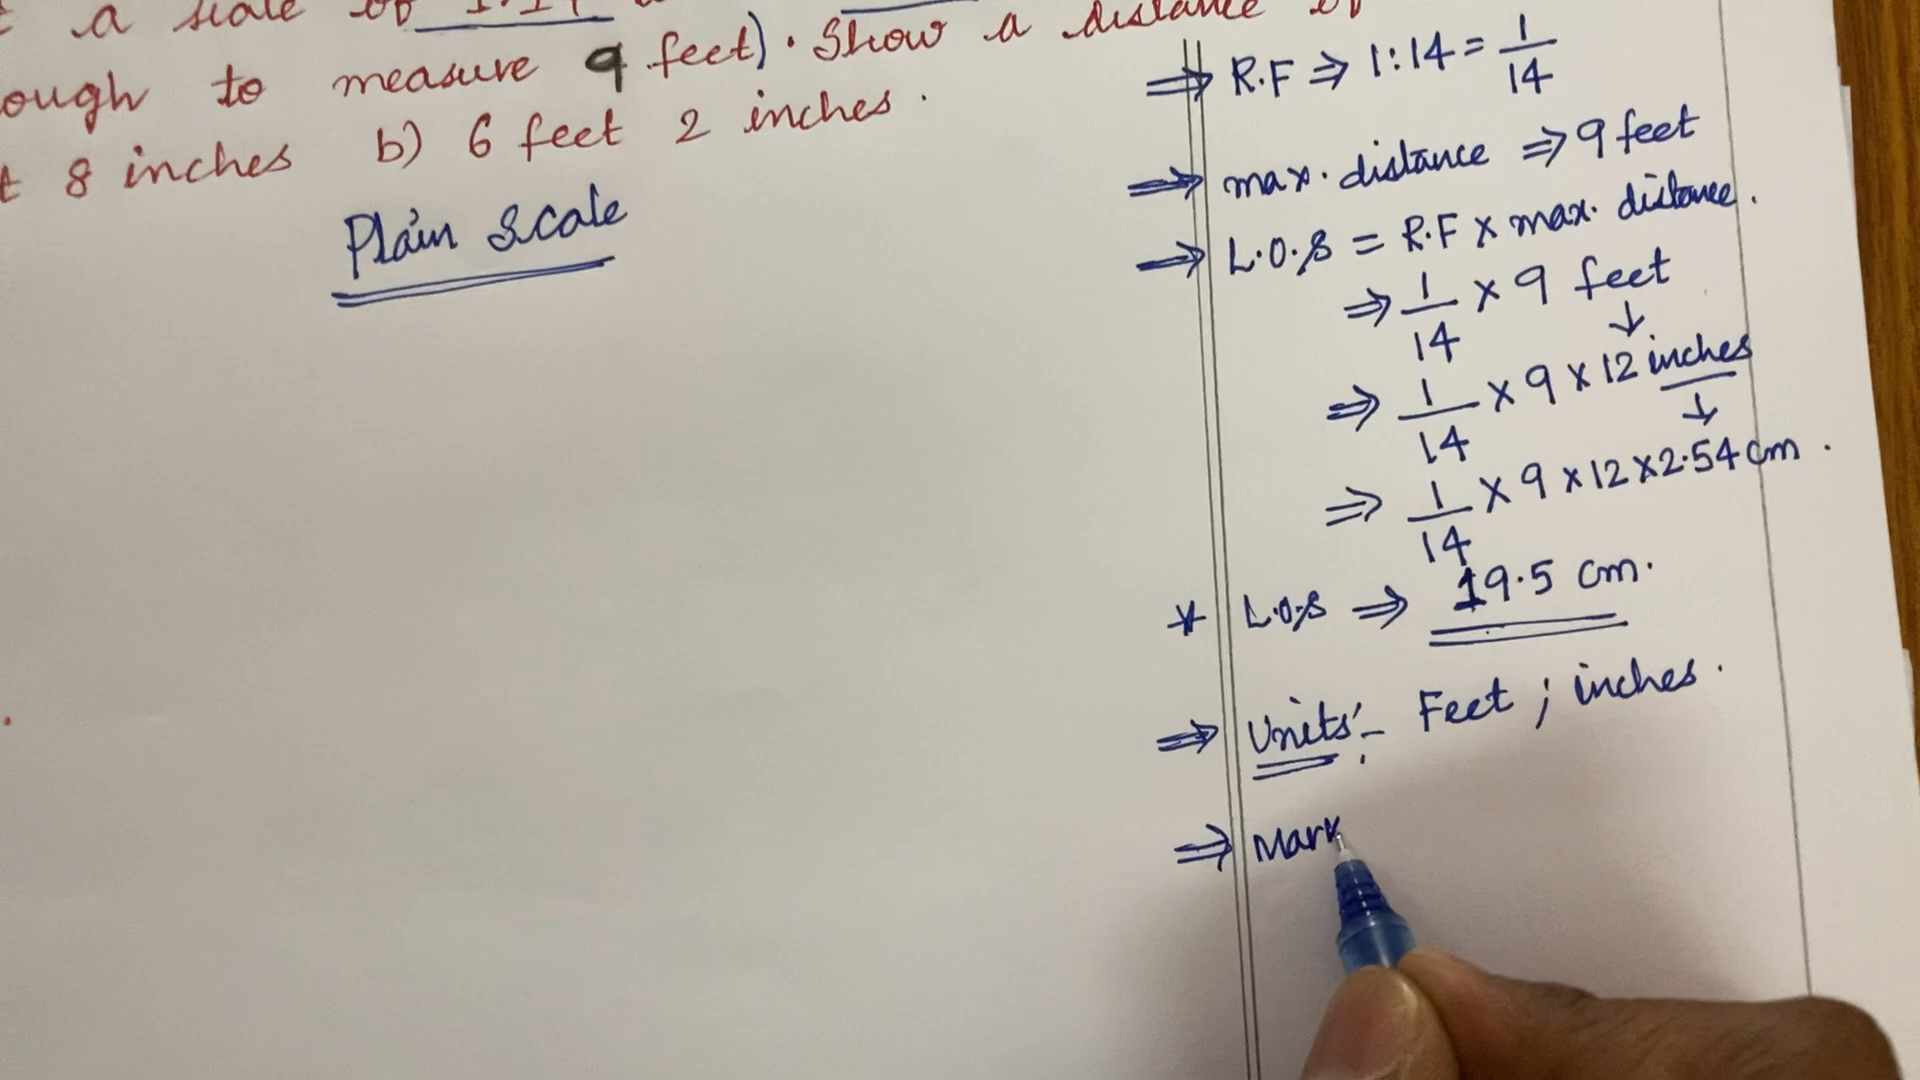 a scale of 1:14
ough to measure 9 feet). Show a distance of
t 8 inches b) 6 feet 2 inches.
Plain Scale
⇒ R.F ⇒ 1:14 = 1/14
⇒ max. distance ⇒ 9 feet
⇒ L.O.S = R.F × max. distance.
⇒ 1/14 × 9 feet
↓
⇒ 1/14 × 9 × 12 inches
↓
⇒ 1/14 × 9 × 12 × 2.54 cm.
* L.O.S ⇒ 19.5 cm.
⇒ Units:- Feet ; inches.
⇒ Mark